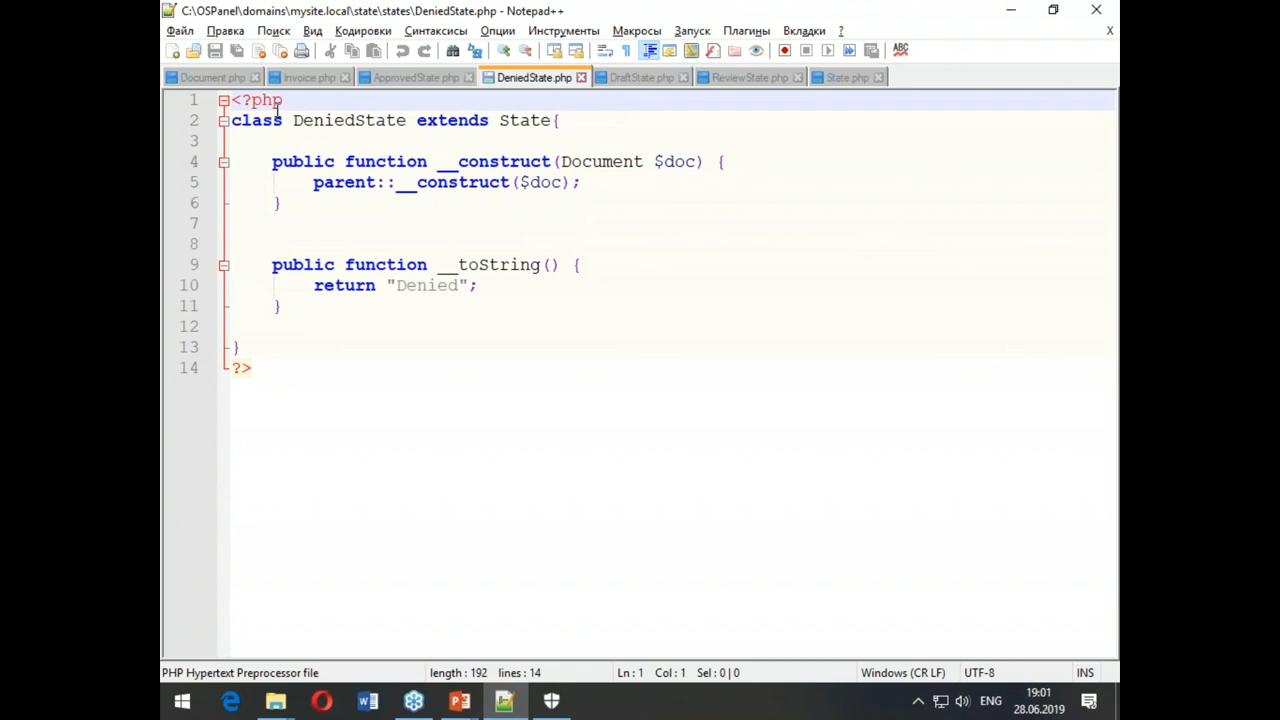 C:\OSPanel\domains\mysite.local\state\states\DeniedState.php - Notepad++
Файл Правка Поиск Вид Кодировки Синтаксисы Опции Инструменты Макросы Запуск Плагины Вкладки ? X
Document.php Invoice.php ApprovedState.php DeniedState.php DraftState.php ReviewState.php State.php
1 <?php
2 class DeniedState extends State{
3
4 public function __construct(Document $doc) {
5 parent::__construct($doc);
6 }
7
8
9 public function __toString() {
10 return "Denied";
11 }
12
13 }
14 ?>
PHP Hypertext Preprocessor file length : 192 lines : 14 Ln : 1 Col : 1 Sel : 0 | 0 Windows (CR LF) UTF-8 INS
ENG 19:01
28.06.2019